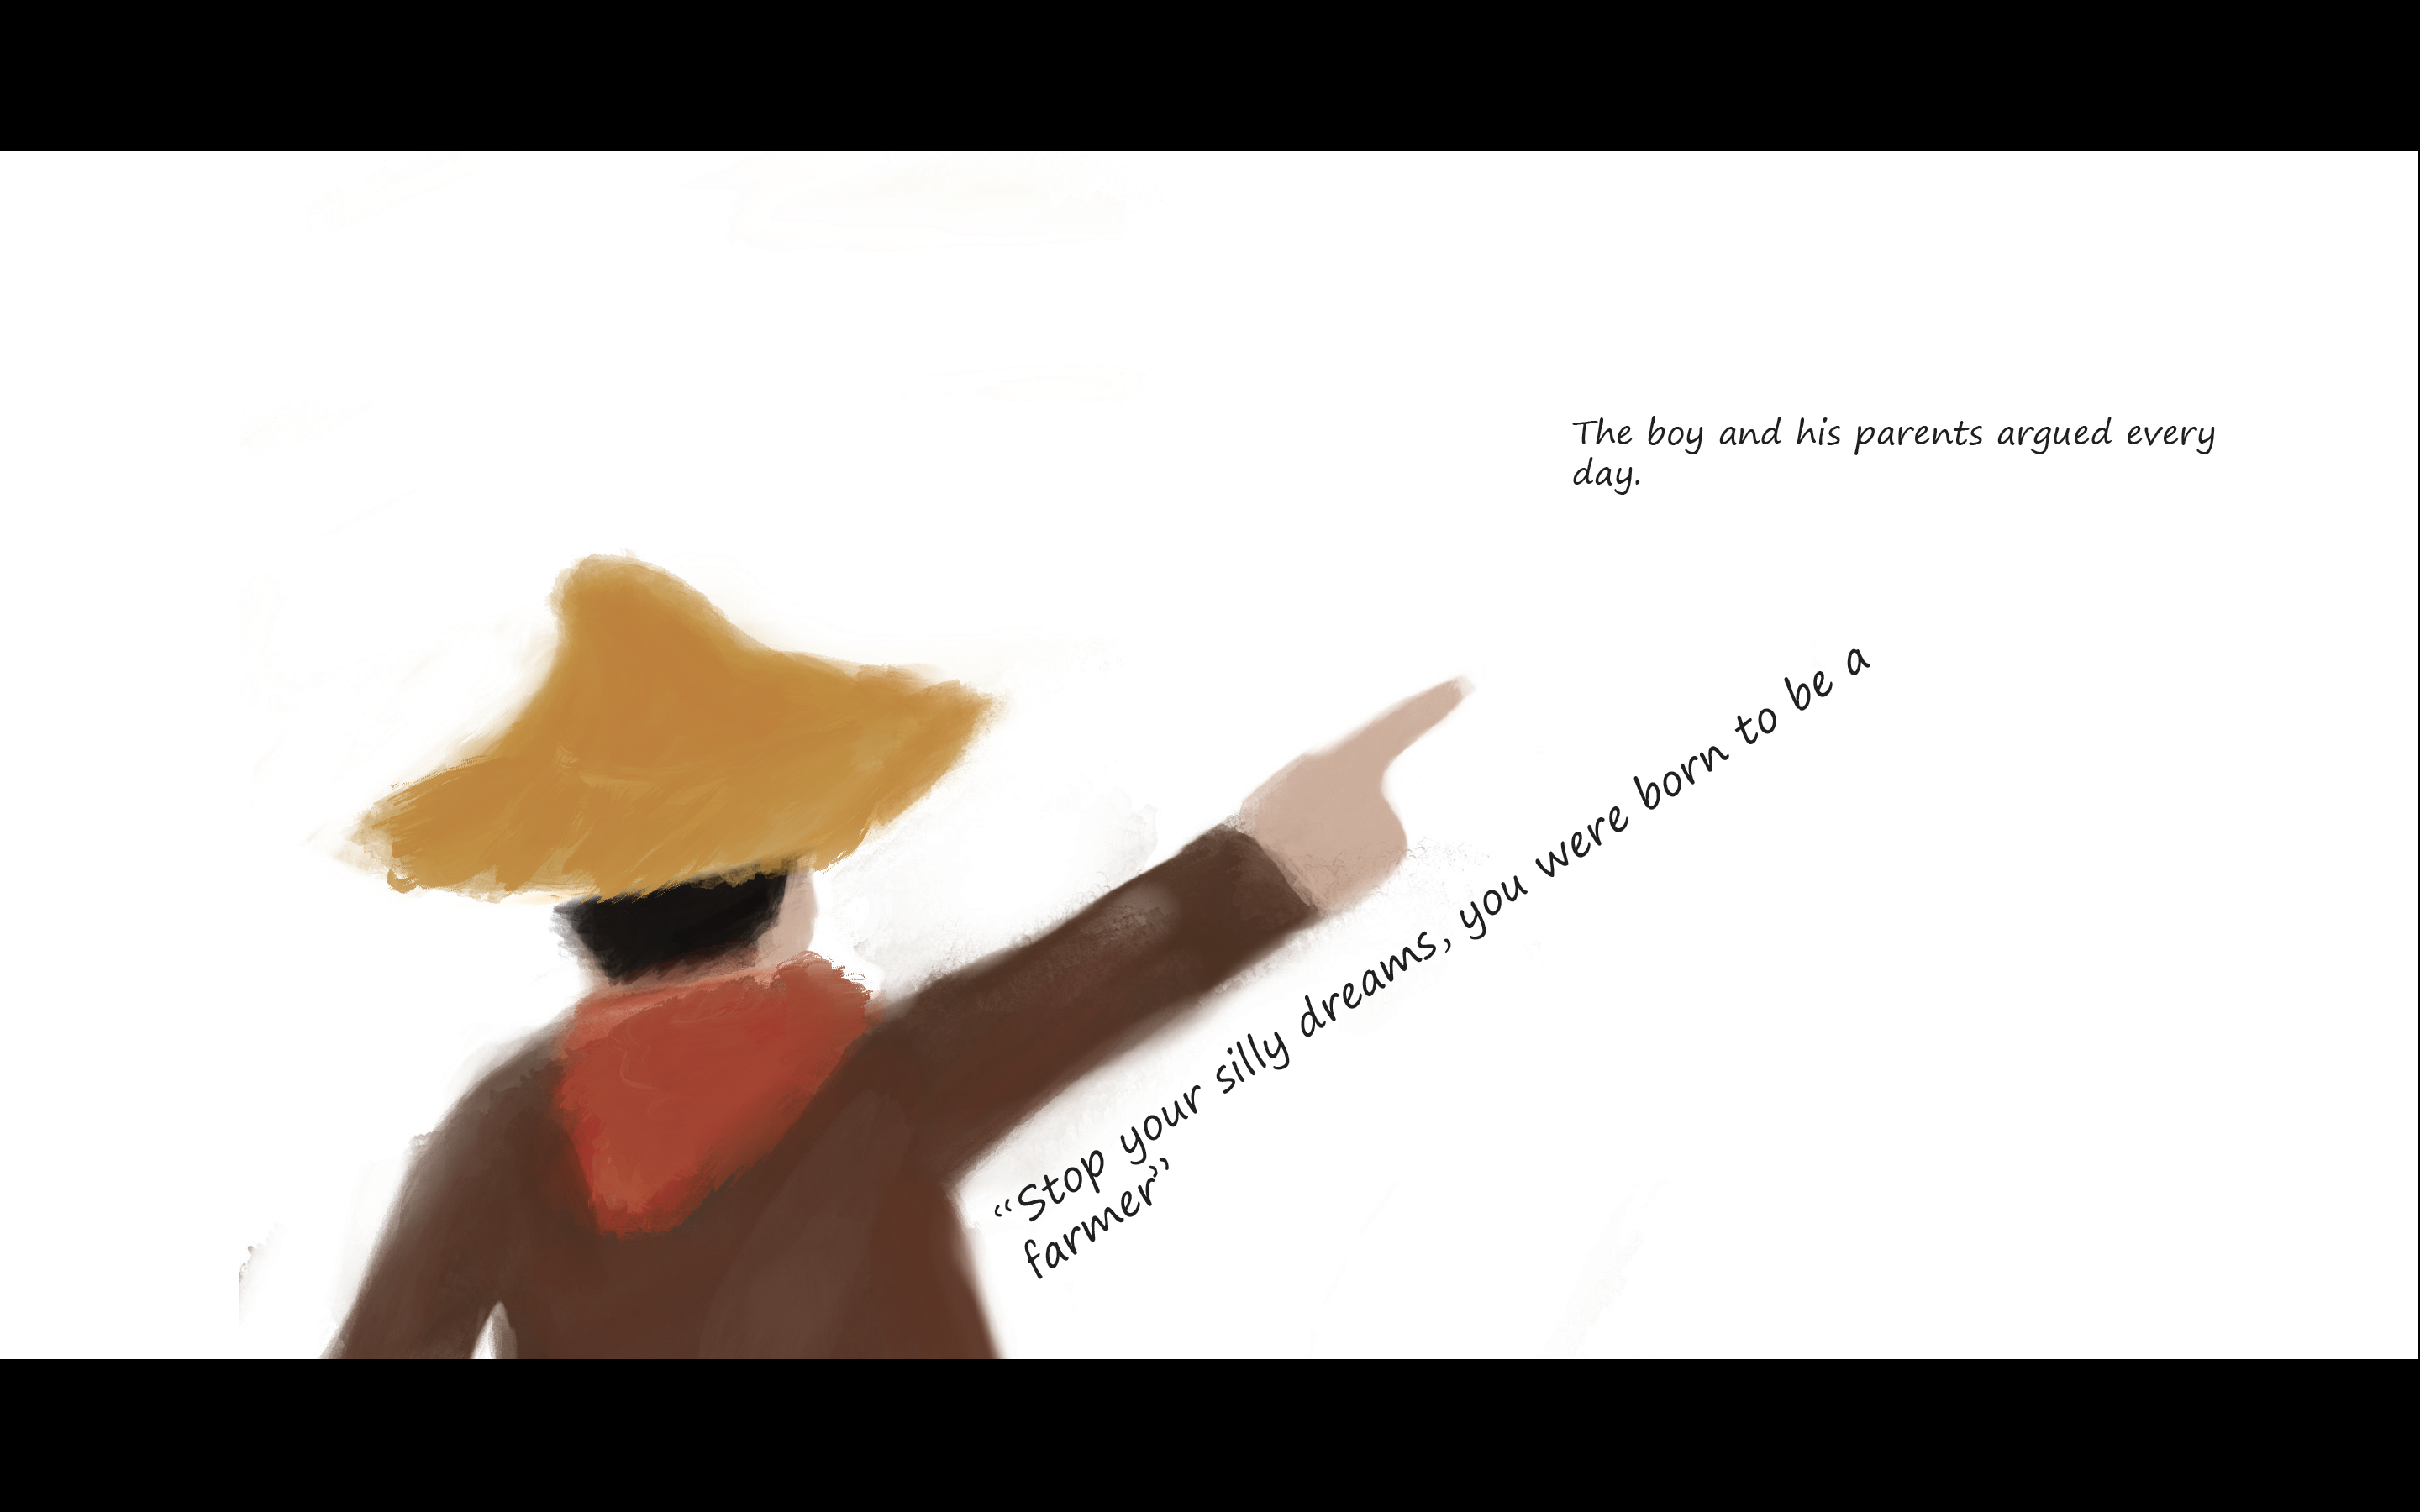 The boy and his parents argued every
day.
“Stop your silly dreams, you were born to be a
farmer”